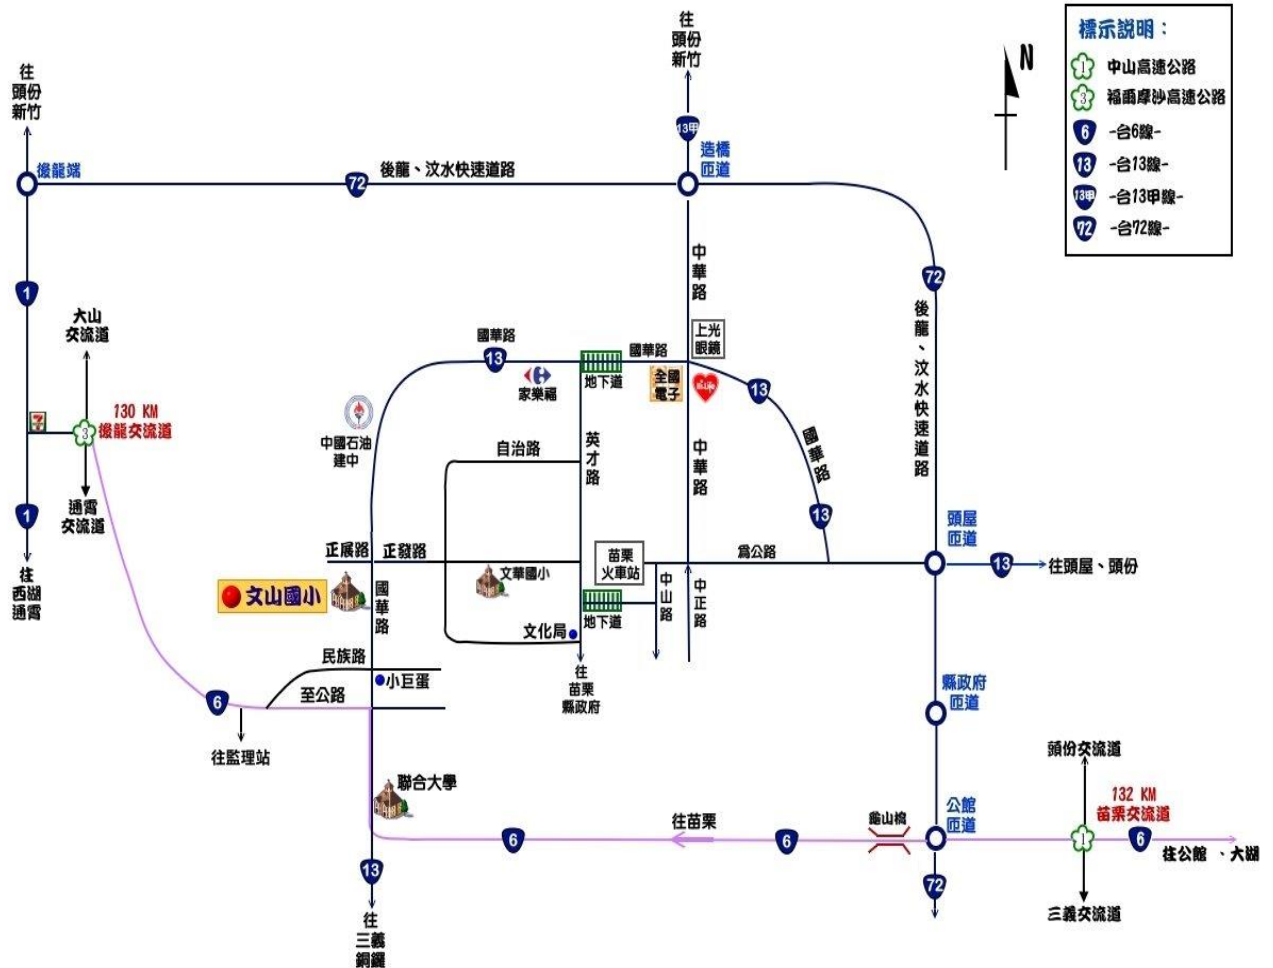 標示說明：
1 中山高速公路
3 福爾摩沙高速公路
6 -台6線-
13 -台13線-
13甲 -台13甲線-
72 -台72線-
N
往
頭份
新竹
往
頭份
新竹
13甲
後龍端
72
後龍、汶水快速道路
造橋
匝道
1
中華路
72
後龍、汶水快速道路
大山
交流道
國華路
13
地下道
國華路
上光
眼鏡
家樂福
全國
電子
13
7
3
130 KM
後龍交流道
中國石油
建中
自治路
英才路
中華路
國華路
13
1
通霄
交流道
頭屋
匝道
13
往頭屋、頭份
正展路
正發路
苗栗
火車站
為公路
往
西湖
通霄
文山國小
國華路
文華國小
地下道
中山路
中正路
文化局
民族路
往
苗栗
縣政府
小巨蛋
至公路
6
縣政府
匝道
往監理站
頭份交流道
聯合大學
132 KM
苗栗交流道
公館
匝道
龜山橋
往苗栗
6
6
1
6
往公館、大湖
13
72
三義交流道
往
三義
銅鑼